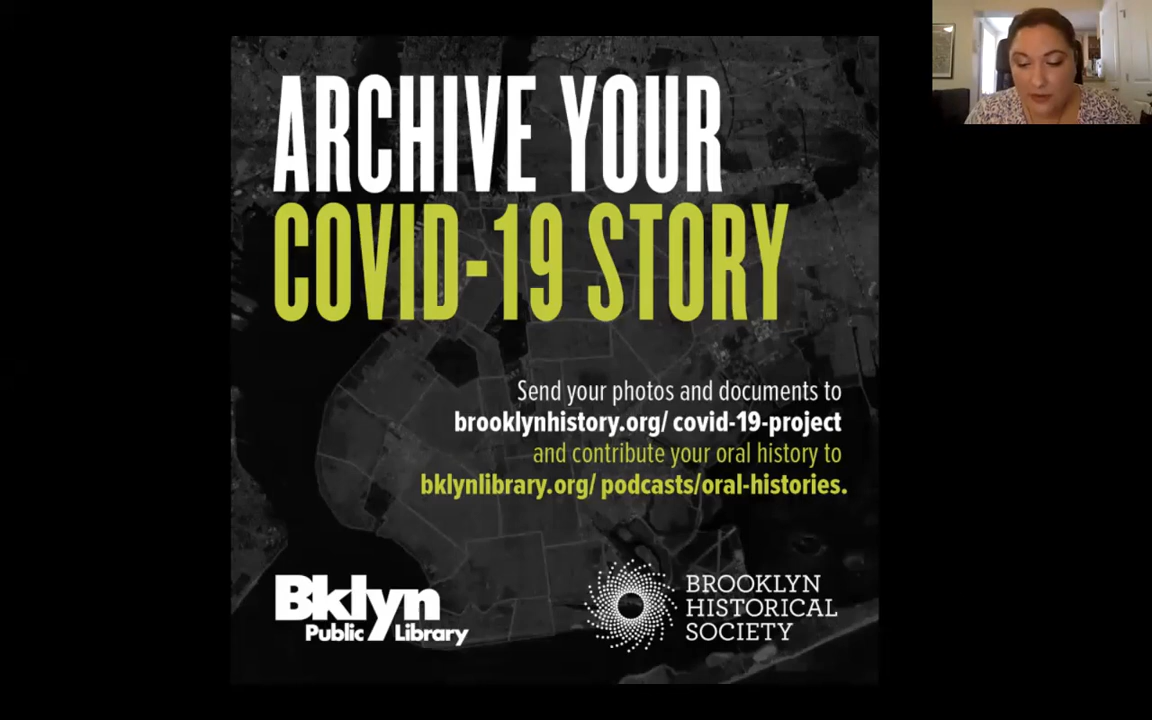 ARCHIVE YOUR
COVID-19 STORY
Send your photos and documents to
brooklynhistory.org/ covid-19-project
and contribute your oral history to
bklynlibrary.org/ podcasts/oral-histories.
Bklyn
Public Library
BROOKLYN
HISTORICAL
SOCIETY